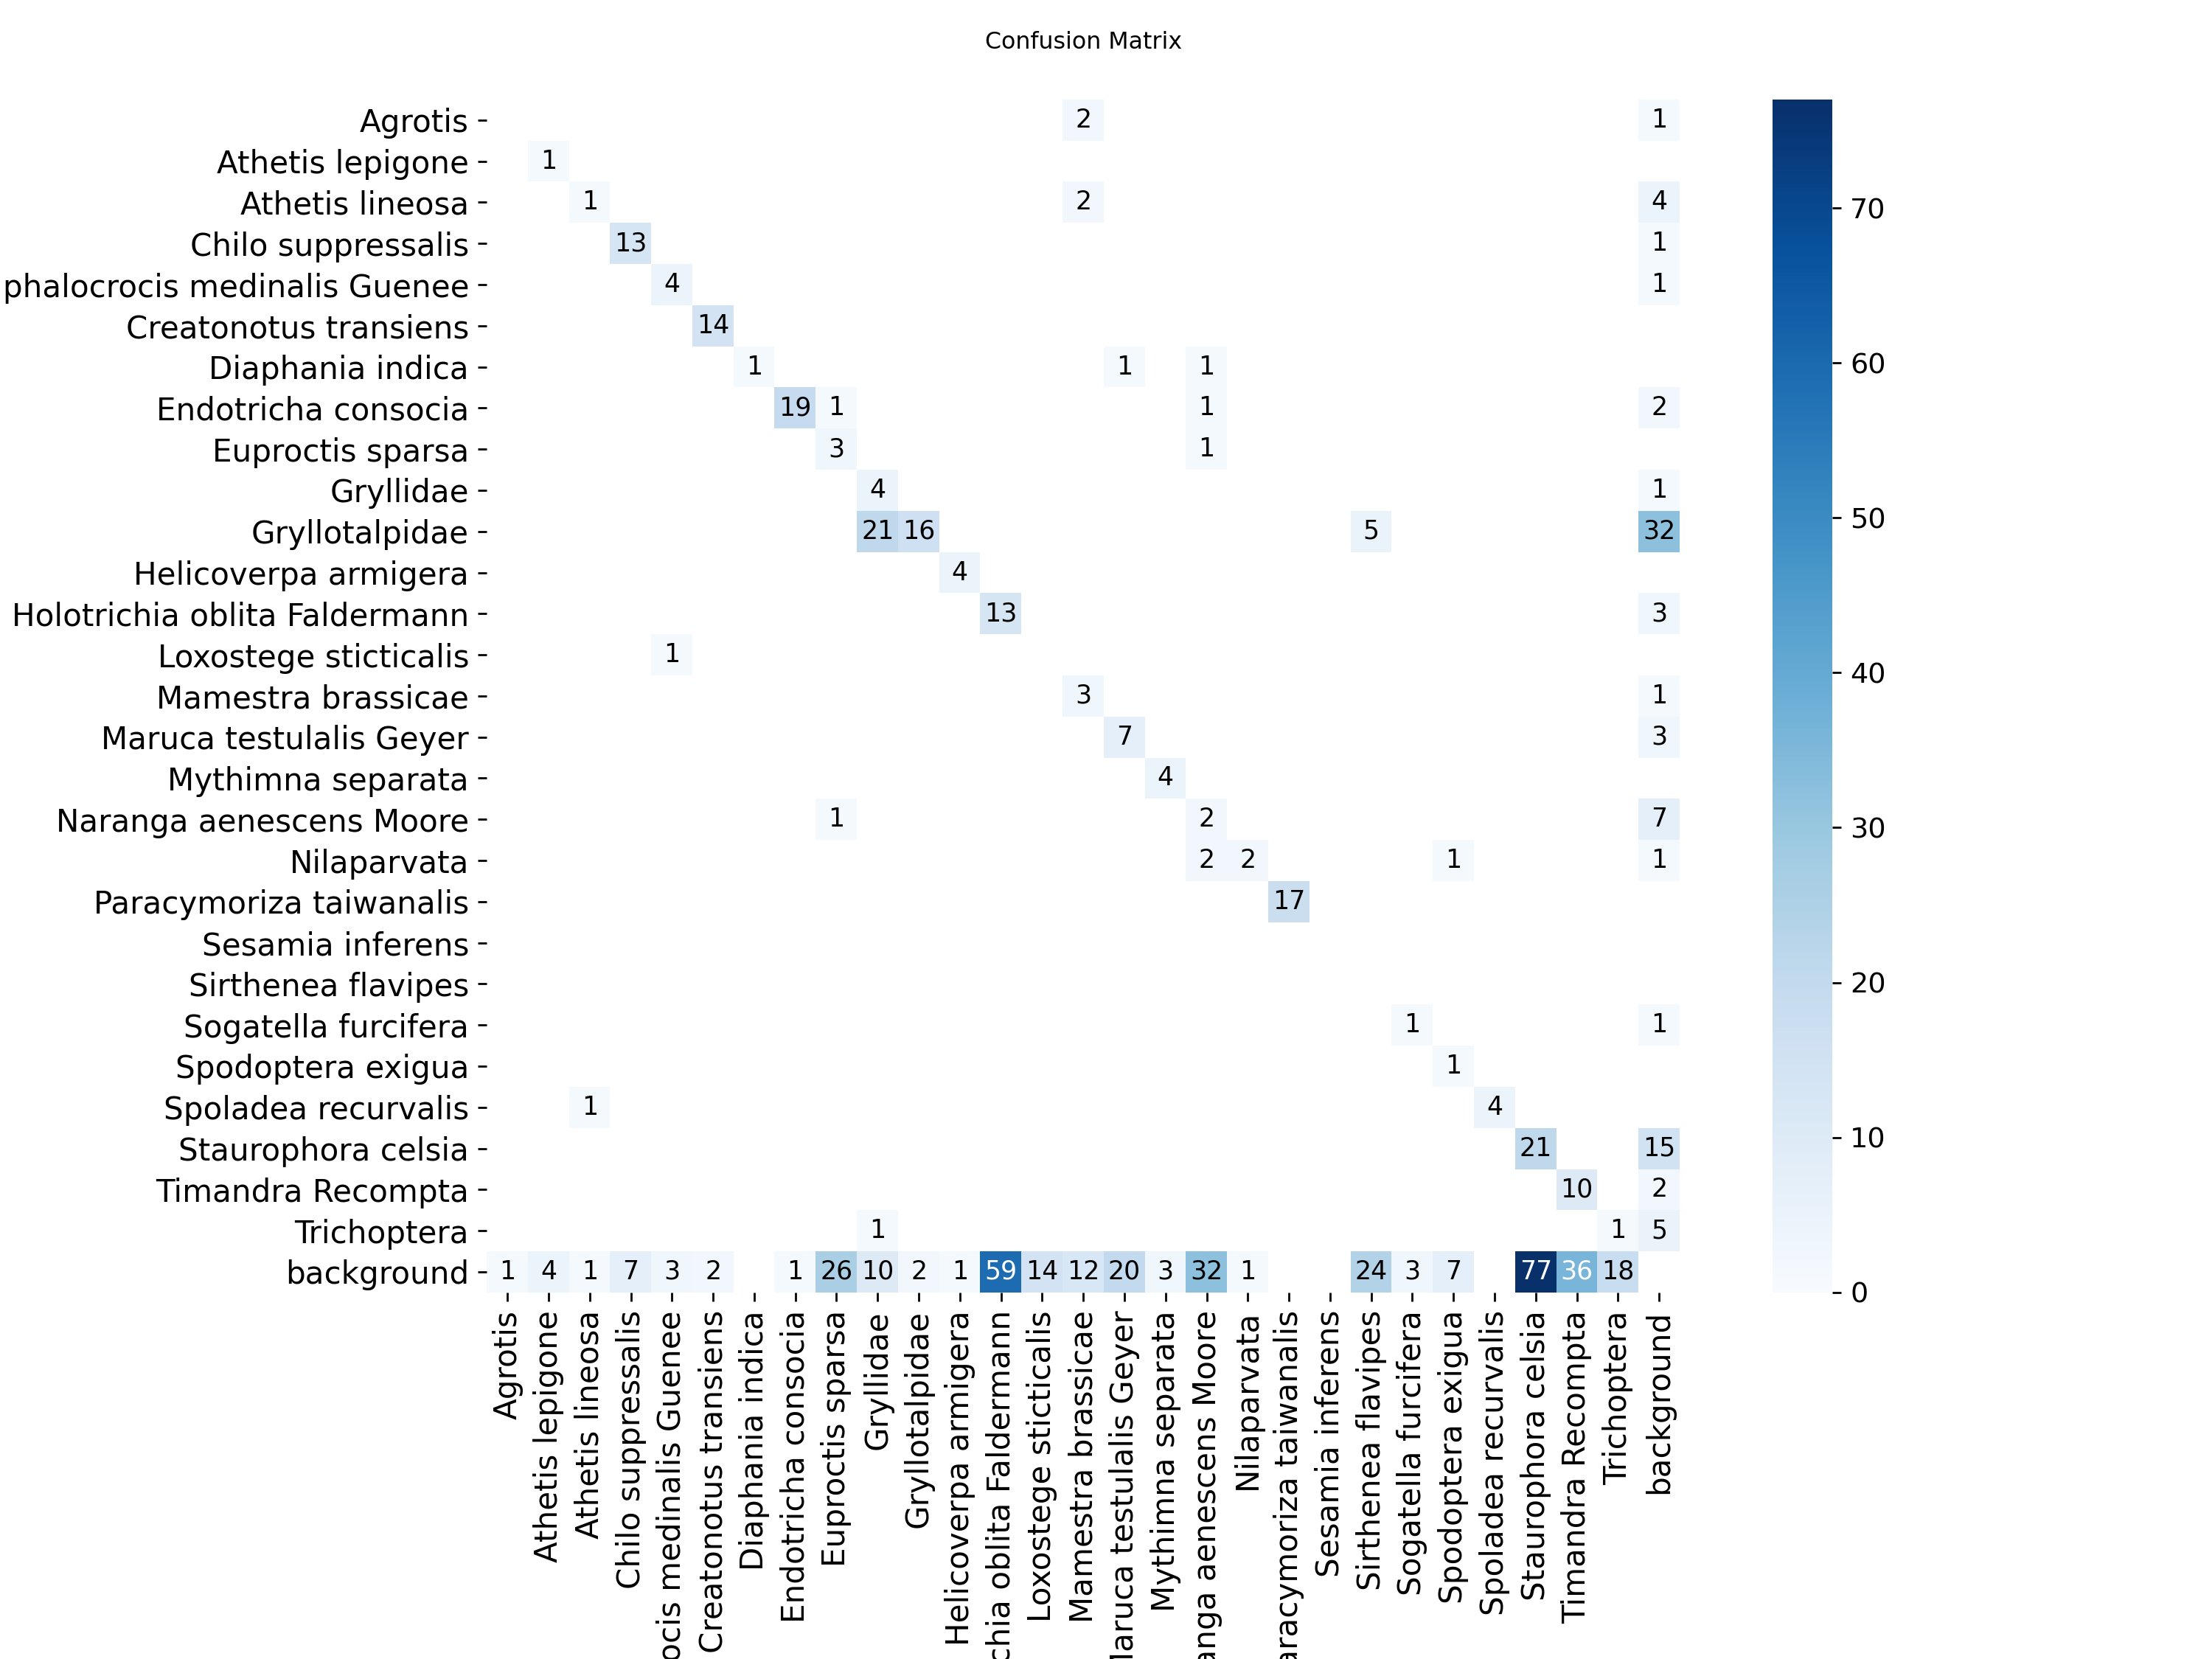 Confusion Matrix
Agrotis 2 1
Athetis lepigone 1
Athetis lineosa 1 2 4
Chilo suppressalis 13 1
phalocrocis medinalis Guenee 4 1
Creatonotus transiens 14
Diaphania indica 1 1 1
Endotricha consocia 19 1 1 2
Euproctis sparsa 3 1
Gryllidae 4 1
Gryllotalpidae 21 16 5 32
Helicoverpa armigera 4
Holotrichia oblita Faldermann 13 3
Loxostege sticticalis 1
Mamestra brassicae 3 1
Maruca testulalis Geyer 7 3
Mythimna separata 4
Naranga aenescens Moore 1 2 7
Nilaparvata 2 2 1 1
Paracymoriza taiwanalis 17
Sesamia inferens
Sirthenea flavipes
Sogatella furcifera 1 1
Spodoptera exigua 1
Spoladea recurvalis 1 4
Staurophora celsia 21 15
Timandra Recompta 10 2
Trichoptera 1 1 5
background 1 4 1 7 3 2 1 26 10 2 1 59 14 12 20 3 32 1 24 3 7 77 36 18
Agrotis
Athetis lepigone
Athetis lineosa
Chilo suppressalis
ocis medinalis Guenee
Creatonotus transiens
Diaphania indica
Endotricha consocia
Euproctis sparsa
Gryllidae
Gryllotalpidae
Helicoverpa armigera
chia oblita Faldermann
Loxostege sticticalis
Mamestra brassicae
aruca testulalis Geyer
Mythimna separata
anga aenescens Moore
Nilaparvata
aracymoriza taiwanalis
Sesamia inferens
Sirthenea flavipes
Sogatella furcifera
Spodoptera exigua
Spoladea recurvalis
Staurophora celsia
Timandra Recompta
Trichoptera
background
70
60
50
40
30
20
10
0